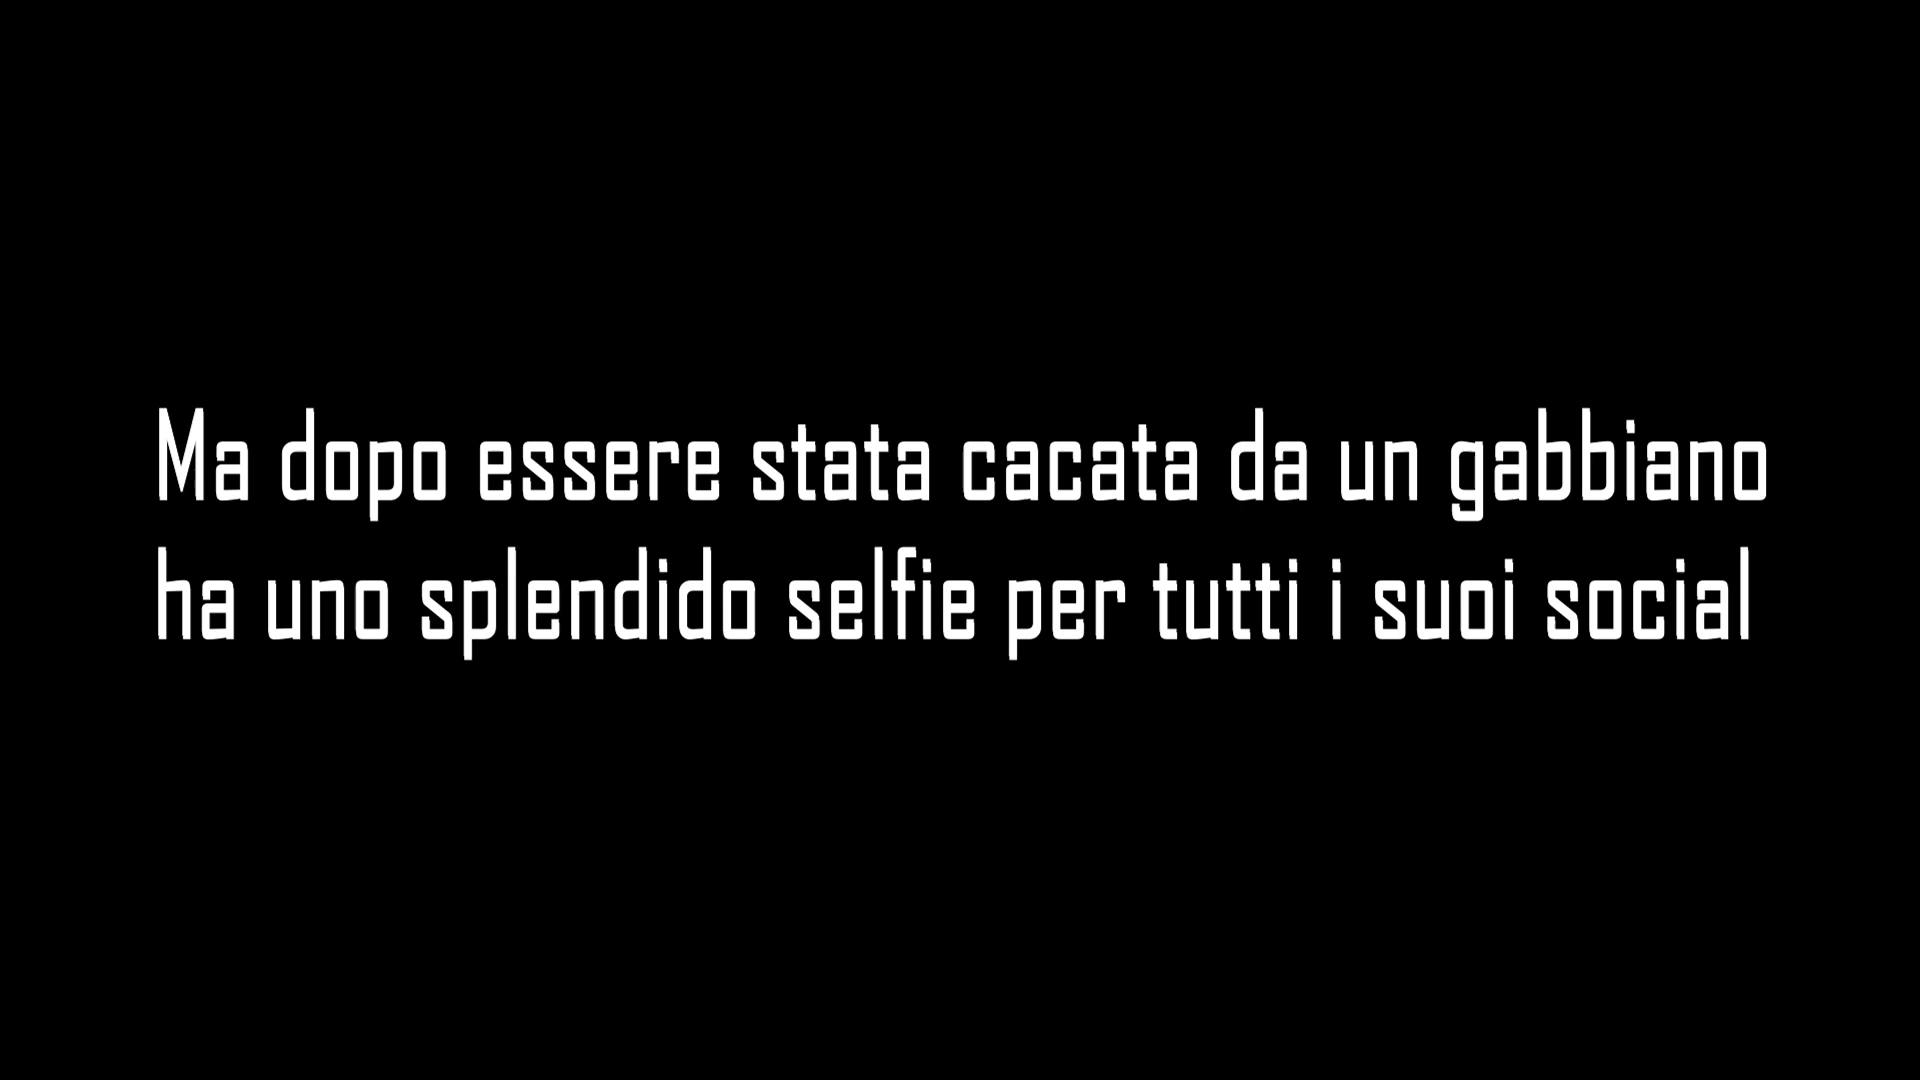 Ma dopo essere stata cacata da un gabbiano
ha uno splendido selfie per tutti i suoi social